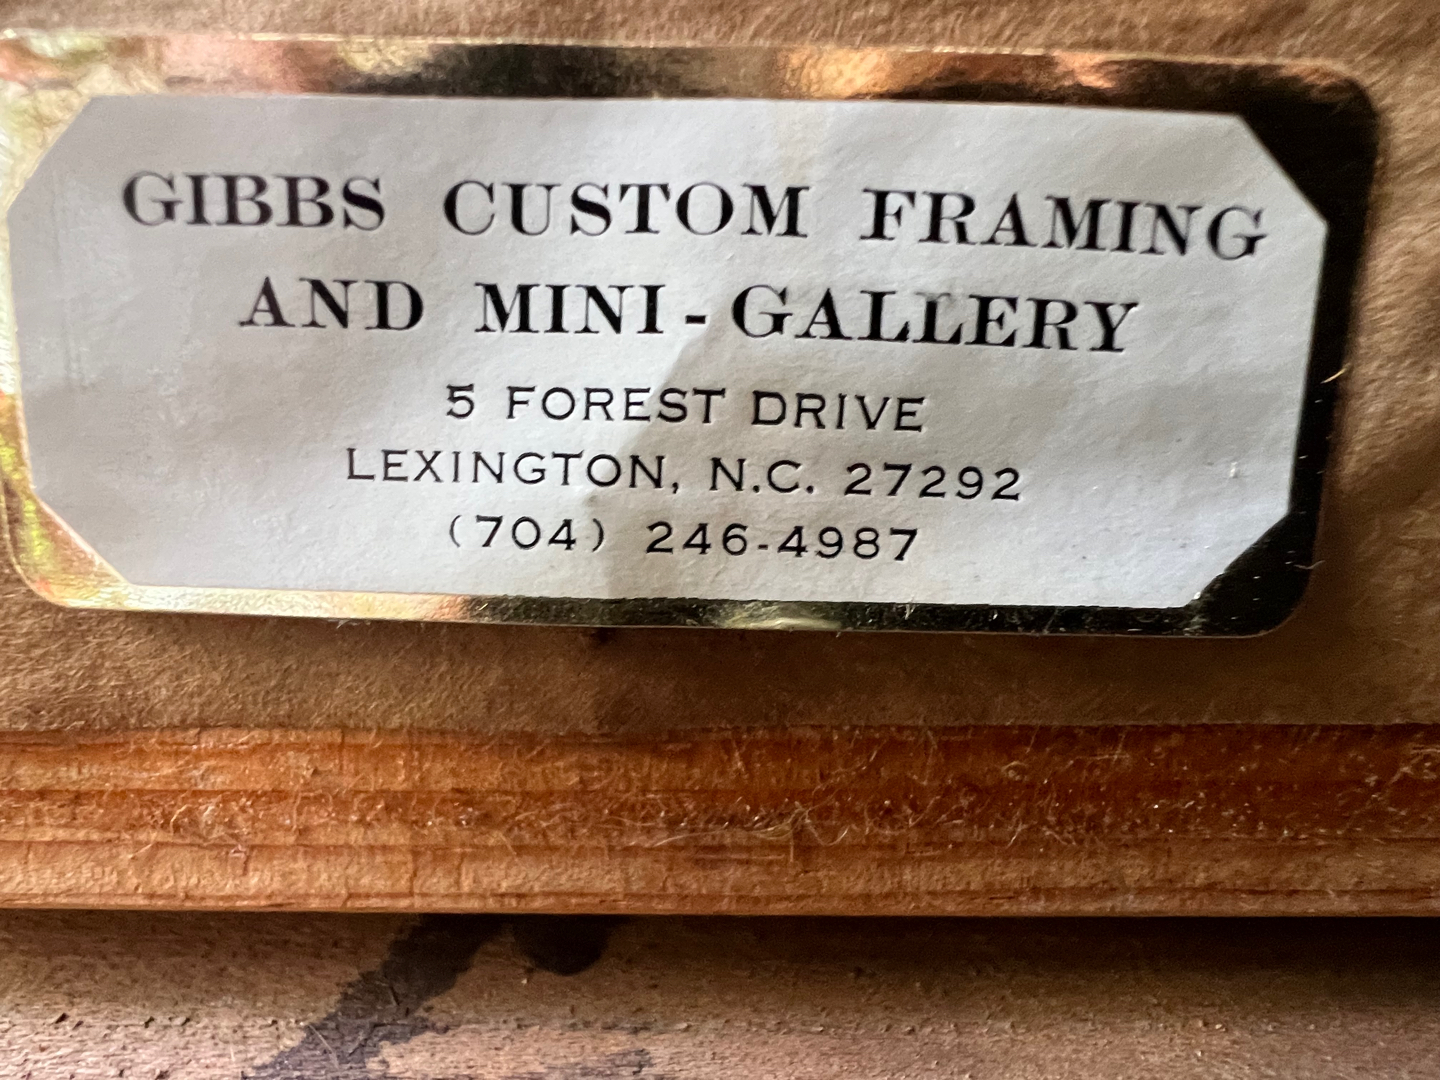 GIBBS CUSTOM FRAMING
AND MINI-GALLERY
5 FOREST DRIVE
LEXINGTON, N.C. 27292
(704) 246-4987